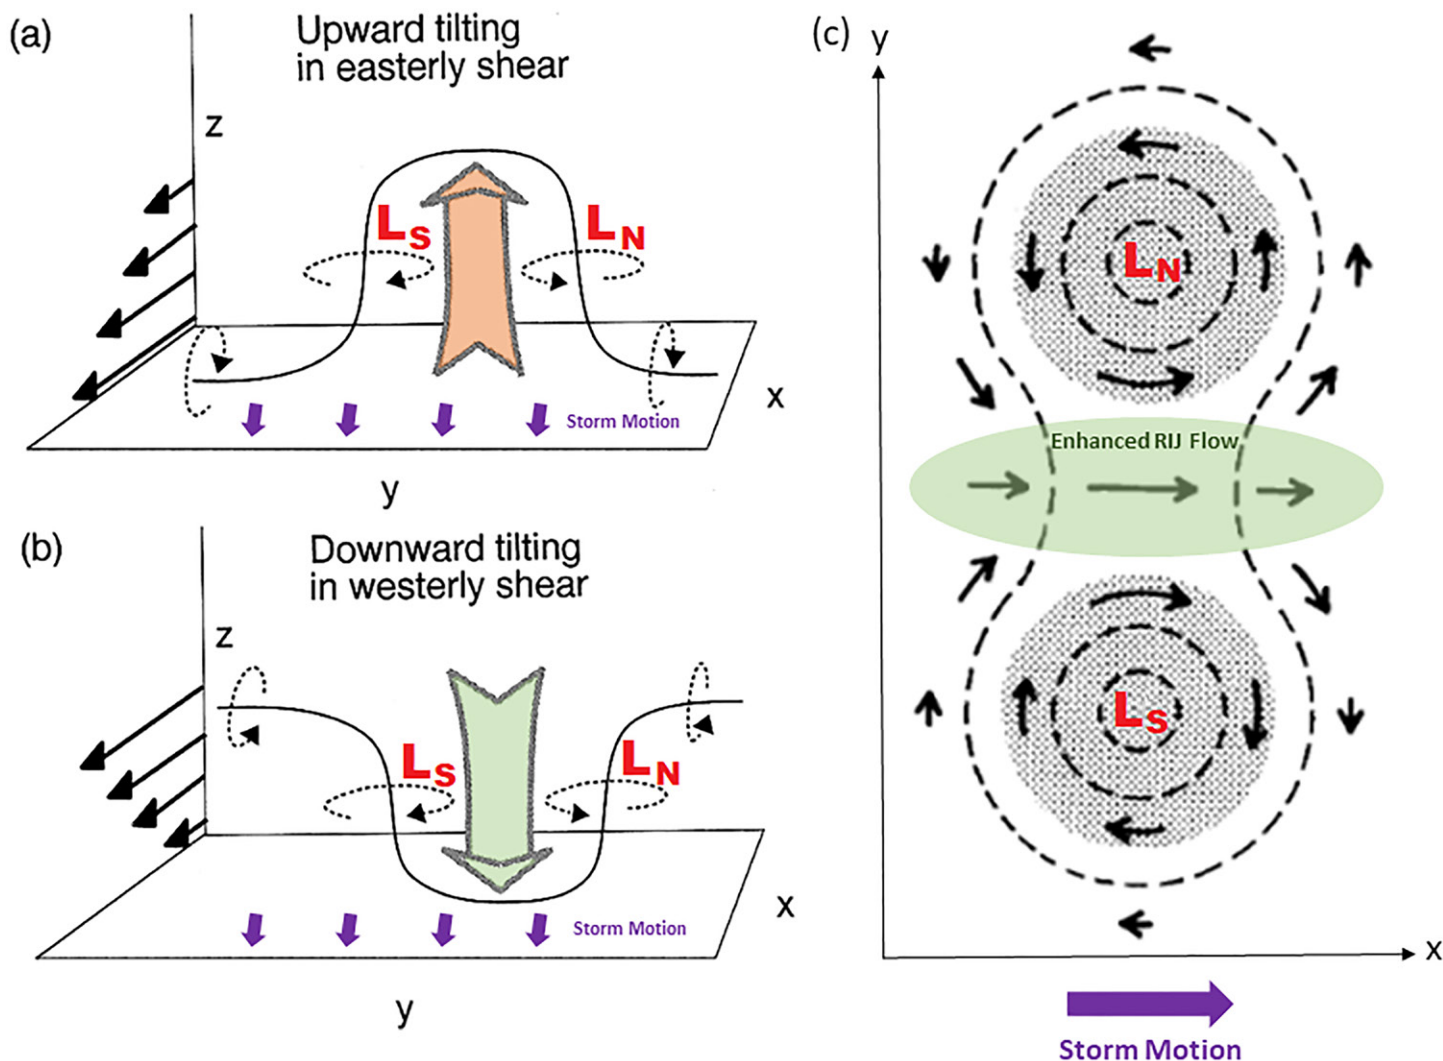 (a)
Upward tilting
in easterly shear
z
LS
LN
x
Storm Motion
y
(b)
Downward tilting
in westerly shear
z
LS
LN
x
Storm Motion
y
(c)
y
LN
Enhanced RIJ Flow
LS
x
Storm Motion